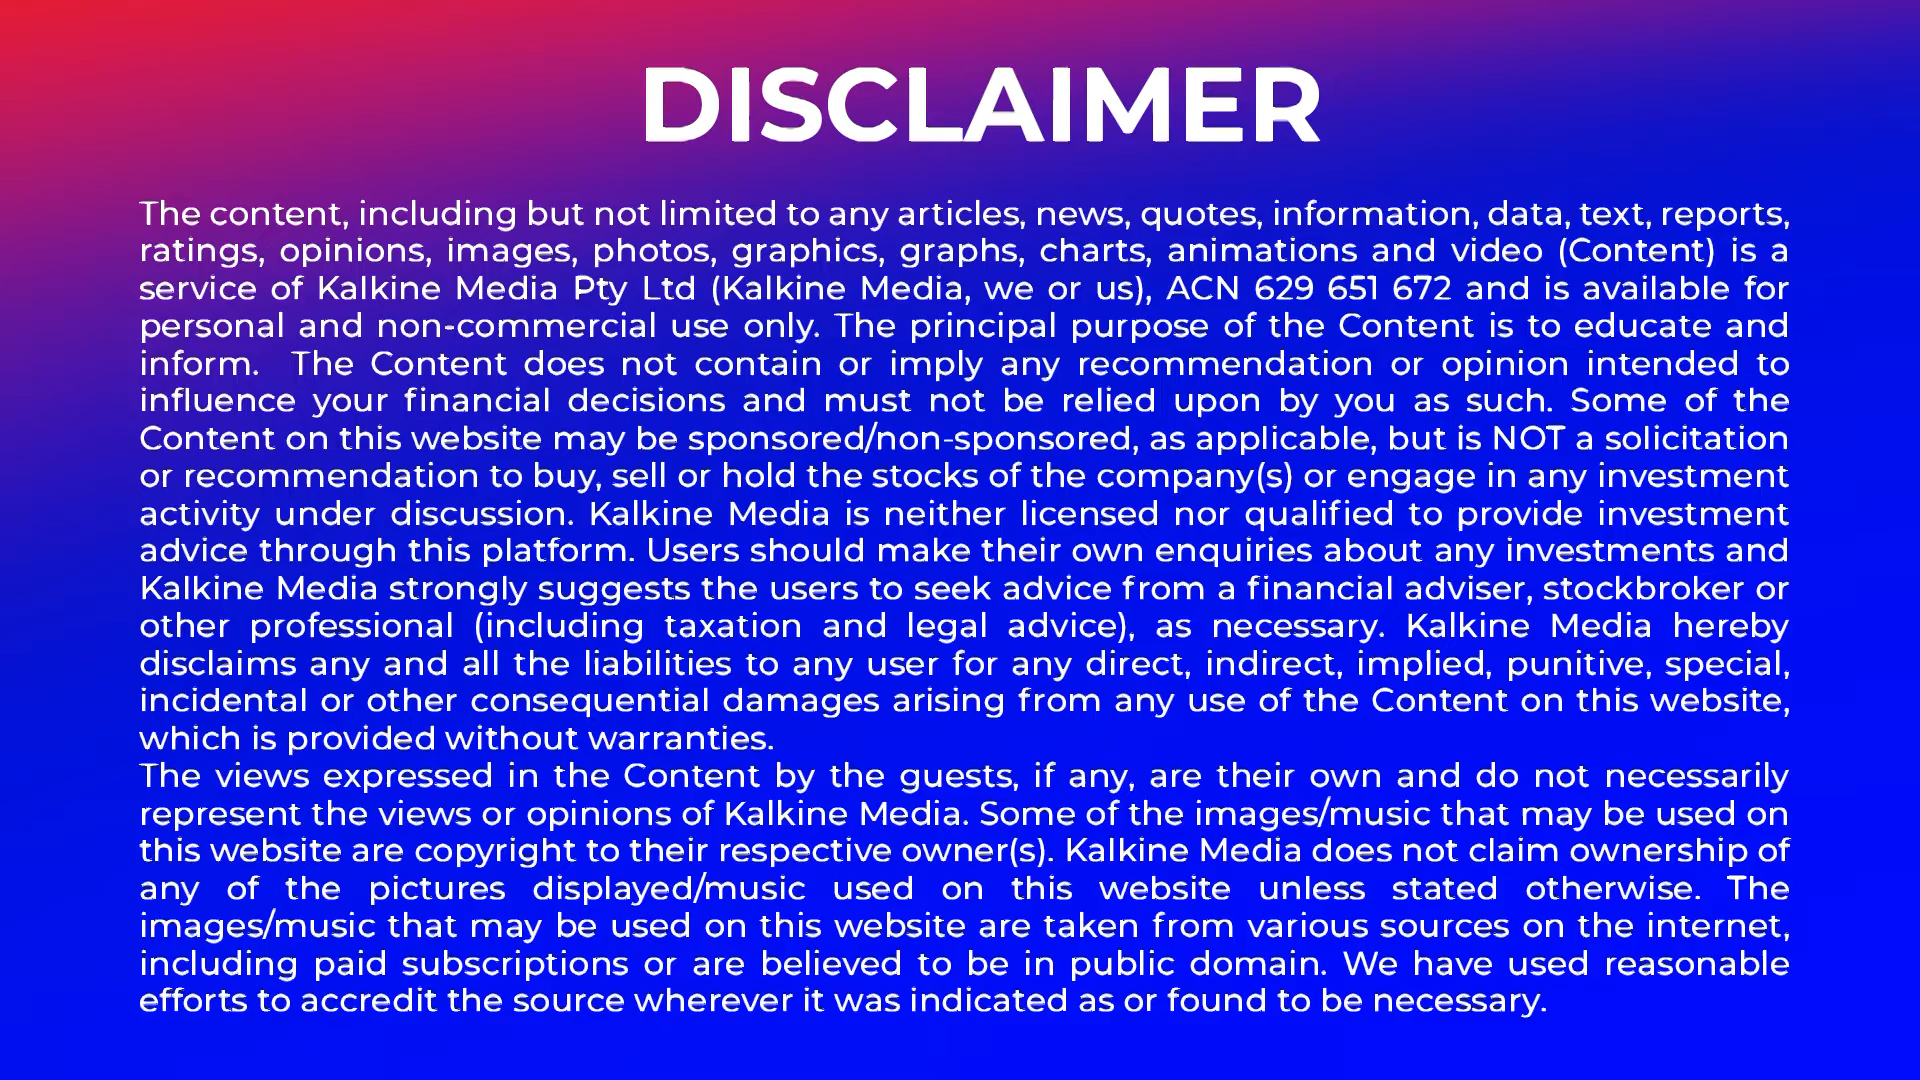 DISCLAIMER
The content, including but not limited to any articles, news, quotes, information, data, text, reports,
ratings, opinions, images, photos, graphics, graphs, charts, animations and video (Content) is a
service of Kalkine Media Pty Ltd (Kalkine Media, we or us), ACN 629 651 672 and is available for
personal and non-commercial use only. The principal purpose of the Content is to educate and
inform.  The Content does not contain or imply any recommendation or opinion intended to
influence your financial decisions and must not be relied upon by you as such. Some of the
Content on this website may be sponsored/non-sponsored, as applicable, but is NOT a solicitation
or recommendation to buy, sell or hold the stocks of the company(s) or engage in any investment
activity under discussion. Kalkine Media is neither licensed nor qualified to provide investment
advice through this platform. Users should make their own enquiries about any investments and
Kalkine Media strongly suggests the users to seek advice from a financial adviser, stockbroker or
other professional (including taxation and legal advice), as necessary. Kalkine Media hereby
disclaims any and all the liabilities to any user for any direct, indirect, implied, punitive, special,
incidental or other consequential damages arising from any use of the Content on this website,
which is provided without warranties.
The views expressed in the Content by the guests, if any, are their own and do not necessarily
represent the views or opinions of Kalkine Media. Some of the images/music that may be used on
this website are copyright to their respective owner(s). Kalkine Media does not claim ownership of
any of the pictures displayed/music used on this website unless stated otherwise. The
images/music that may be used on this website are taken from various sources on the internet,
including paid subscriptions or are believed to be in public domain. We have used reasonable
efforts to accredit the source wherever it was indicated as or found to be necessary.